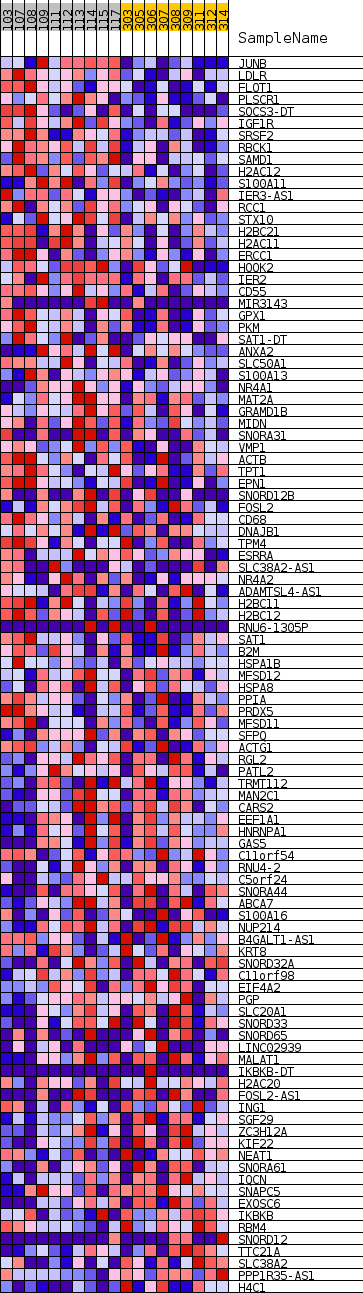 103 107 108 109 111 112 113 114 115 117 303 305 306 307 308 309 311 312 314
SampleName
JUNB
LDLR
FLOT1
PLSCR1
SOCS3-DT
IGF1R
SRSF2
RBCK1
SAMD1
H2AC12
S100A11
IER3-AS1
RCC1
STX10
H2BC21
H2AC11
ERCC1
HOOK2
IER2
CD55
MIR3143
GPX1
PKM
SAT1-DT
ANXA2
SLC50A1
S100A13
NR4A1
MAT2A
GRAMD1B
MIDN
SNORA31
VMP1
ACTB
TPT1
EPN1
SNORD12B
FOSL2
CD68
DNAJB1
TPM4
ESRRA
SLC38A2-AS1
NR4A2
ADAMTSL4-AS1
H2BC11
H2BC12
RNU6-1305P
SAT1
B2M
HSPA1B
MFSD12
HSPA8
PPIA
PRDX5
MFSD11
SFPQ
ACTG1
RGL2
PATL2
TRMT112
MAN2C1
CARS2
EEF1A1
HNRNPA1
GAS5
C11orf54
RNU4-2
C5orf24
SNORA44
ABCA7
S100A16
NUP214
B4GALT1-AS1
KRT8
SNORD32A
C11orf98
EIF4A2
PGP
SLC20A1
SNORD33
SNORD65
LINC02939
MALAT1
IKBKB-DT
H2AC20
FOSL2-AS1
ING1
SGF29
ZC3H12A
KIF22
NEAT1
SNORA61
IQCN
SNAPC5
EXOSC6
IKBKB
RBM4
SNORD12
TTC21A
SLC38A2
PPP1R35-AS1
H4C1